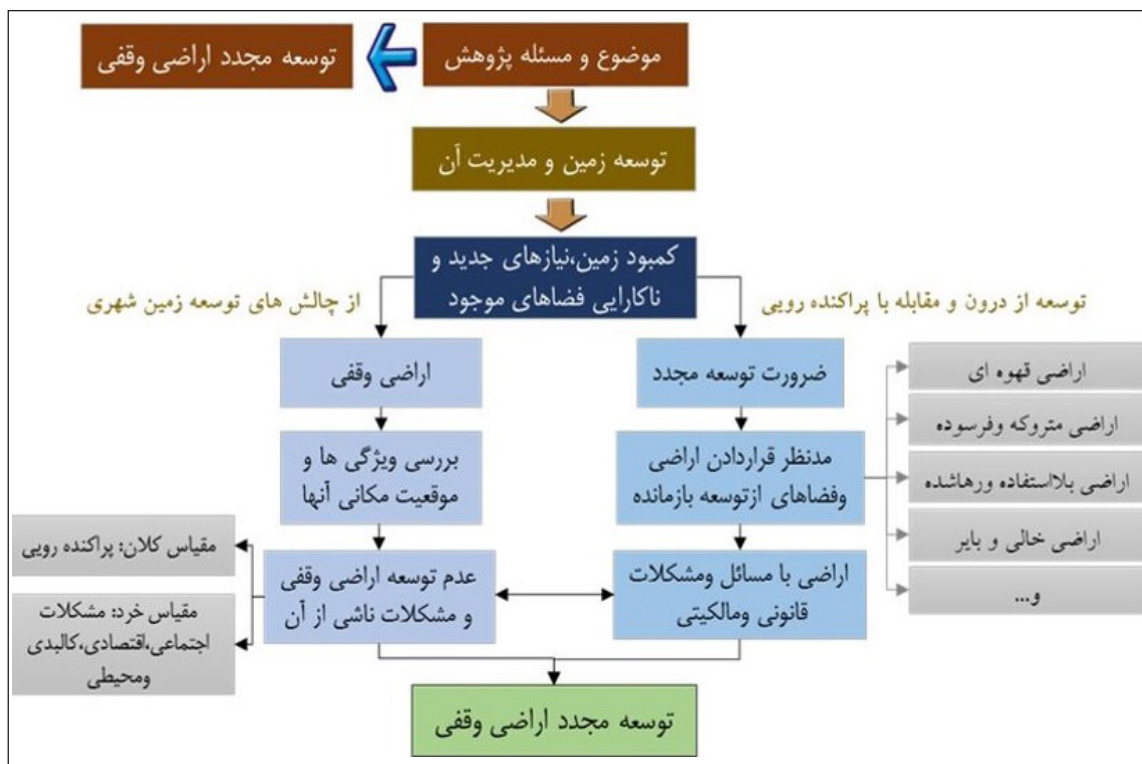 موضوع و مسئله پژوهش
توسعه مجدد اراضی وقفی
توسعه زمین و مدیریت آن
کمبود زمین،نیازهای جدید و
ناکارایی فضاهای موجود
توسعه از درون و مقابله با پراکنده رویی
از چالش های توسعه زمین شهری
ضرورت توسعه مجدد
اراضی وقفی
مدنظر قراردادن اراضی
وفضاهای ازتوسعه بازمانده
بررسی ویژگی ها و
موقعیت مکانی آنها
اراضی با مسائل ومشکلات
قانونی ومالکیتی
عدم توسعه اراضی وقفی
و مشکلات ناشی از آن
اراضی قهوه ای
اراضی متروکه وفرسوده
اراضی بلااستفاده ورهاشده
اراضی خالی و بایر
و...
مقیاس کلان: پراکنده رویی
مقیاس خرد: مشکلات
اجتماعی،اقتصادی،کالبدی
ومحیطی
توسعه مجدد اراضی وقفی